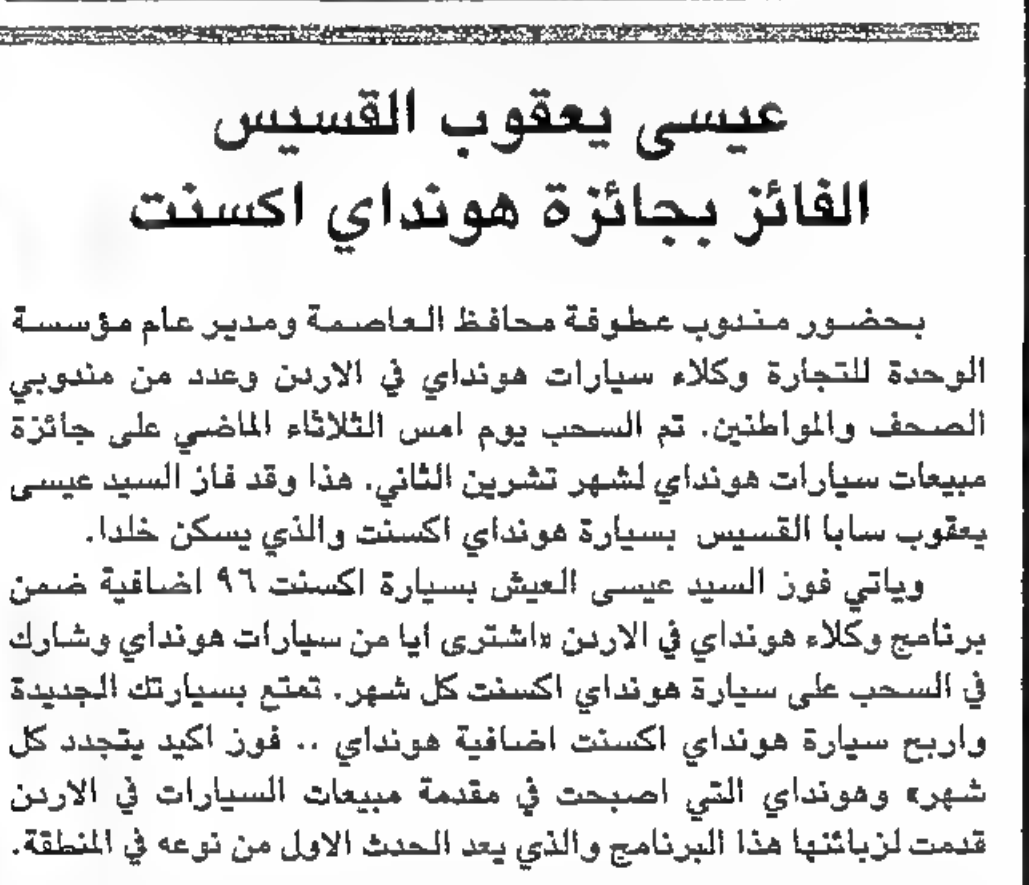 عيسى يعقوب القسيس
الفائز بجائزة هونداي اكسنت
بحضور مندوب عطوفة محافظ العاصمة ومدير عام مؤسسة
الوحدة للتجارة وكلاء سيارات هونداي في الاردن وعدد من مندوبي
الصحف والمواطنين. تم السحب يوم امس الثلاثاء الماضي على جائزة
مبيعات سيارات هونداي لشهر تشرين الثاني. هذا وقد فاز السيد عيسى
يعقوب سابا القسيس بسيارة هونداي اكسنت والذي يسكن خلدا.
وياتي فوز السيد عيسى العيش بسيارة اكسنت ٩٦ اضافية ضمن
برنامج وكلاء هونداي في الاردن «اشترى ايا من سيارات هونداي وشارك
في السحب على سيارة هونداي اكسنت كل شهر. تمتع بسيارتك الجديدة
واربح سيارة هونداي اكسنت اضافية هونداي .. فوز اكيد يتجدد كل
شهر» وهونداي التي اصبحت في مقدمة مبيعات السيارات في الاردن
قدمت لزبائنها هذا البرنامج والذي يعد الحدث الاول من نوعه في المنطقة.